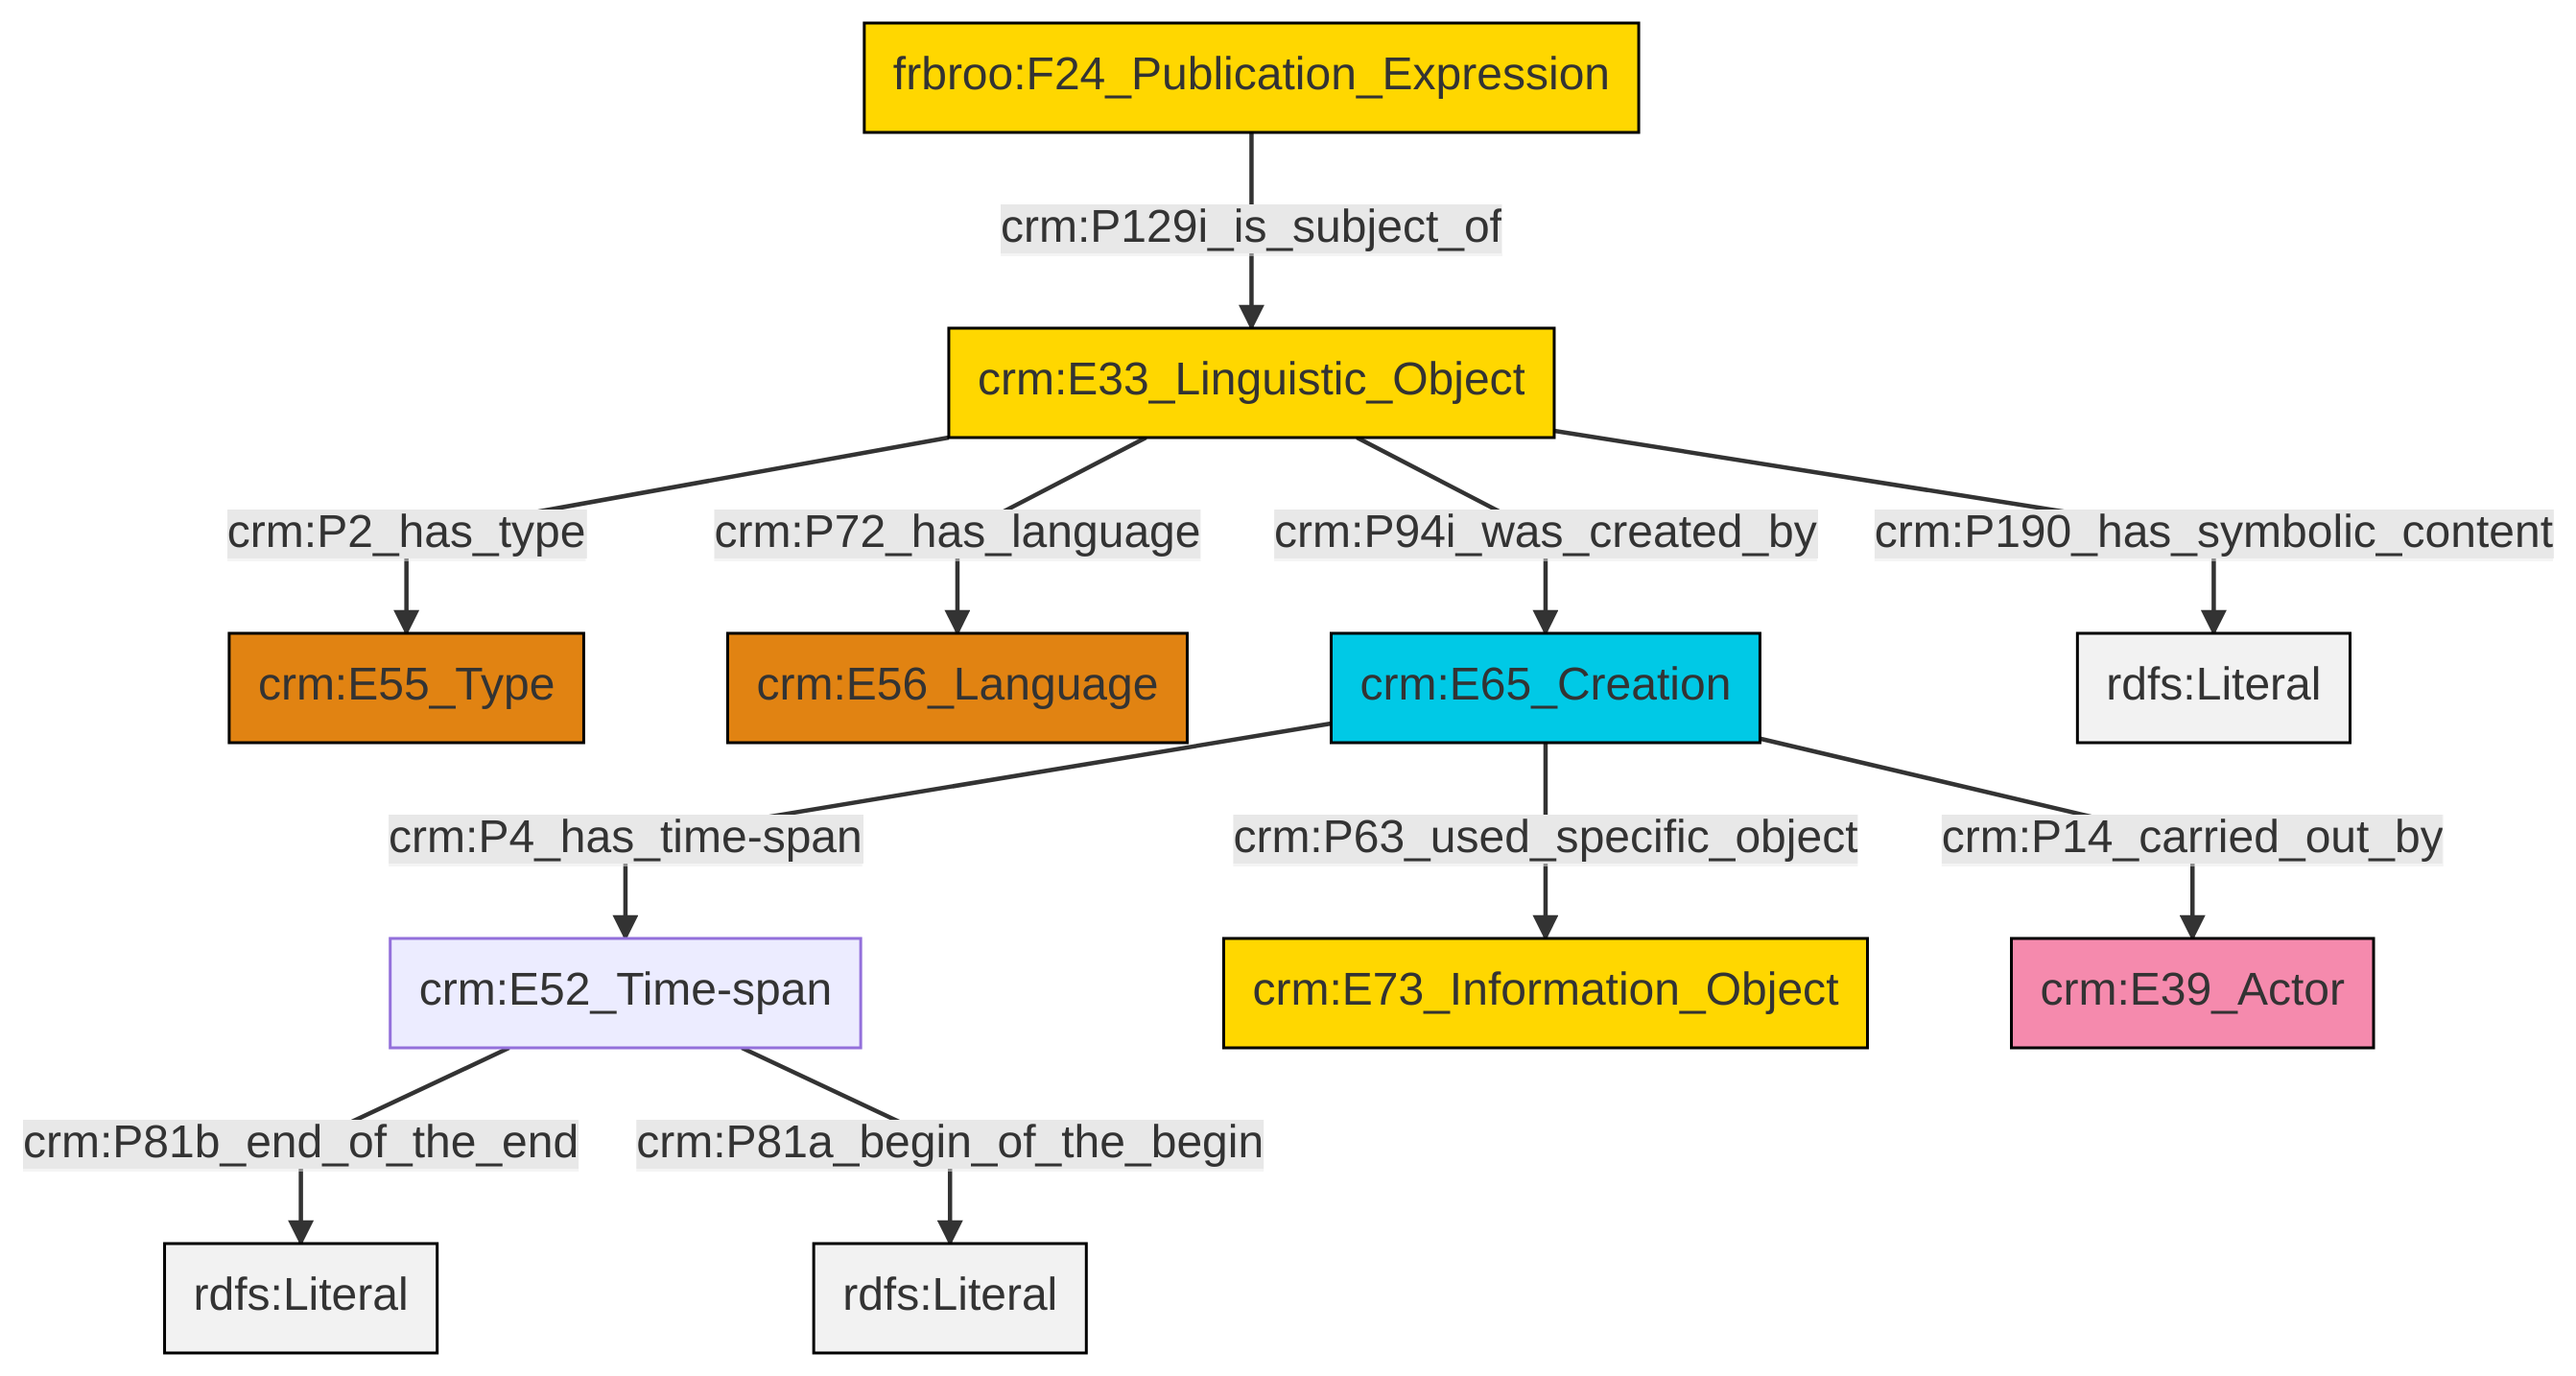 frbroo:F24_Publication_Expression
crm:P129i_is_subject_of
crm:E33_Linguistic_Object
crm:P2_has_type
crm:P72_has_language
crm:P94i_was_created_by
crm:P190_has_symbolic_content
crm:E55_Type
crm:E56_Language
crm:E65_Creation
rdfs:Literal
crm:P4_has_time-span
crm:P63_used_specific_object
crm:P14_carried_out_by
crm:E52_Time-span
crm:E73_Information_Object
crm:E39_Actor
crm:P81b_end_of_the_end
crm:P81a_begin_of_the_begin
rdfs:Literal
rdfs:Literal